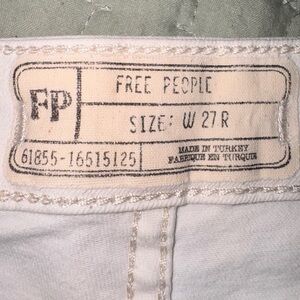 FP
FREE PEOPLE
SIZE: W 27 R
61855-16515125
MADE IN TURKEY
FABRIQUE EN TURQUIE